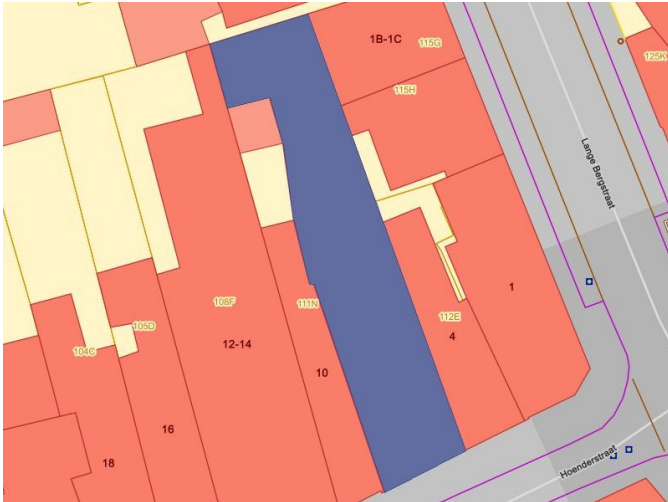 1B-1C
115G
125K
115H
Lange Bergstraat
1
108F
111N
112E
105D
104C
12-14
4
10
16
18
Hoenderstraat